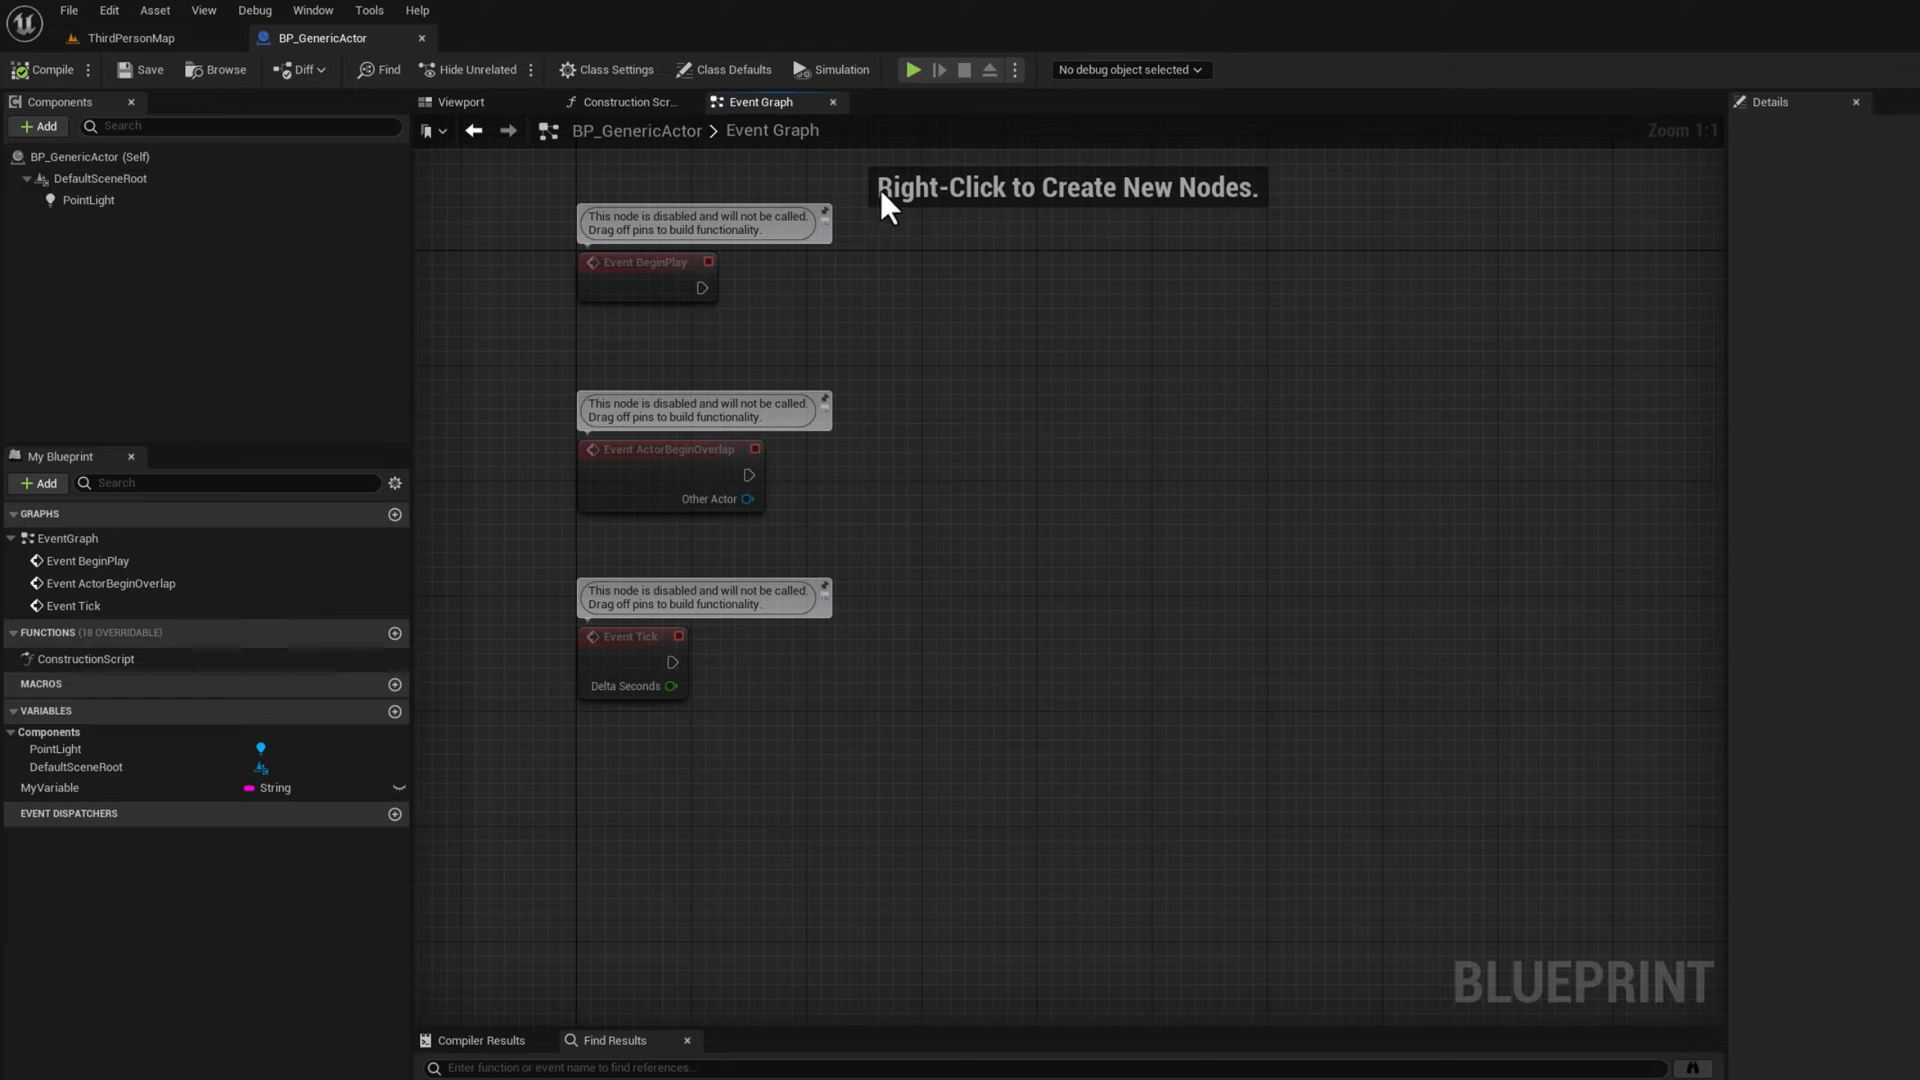 File Edit Asset View Debug Window Tools Help
ThirdPersonMap BP_GenericActor
Compile Save Browse Diff Find Hide Unrelated Class Settings Class Defaults Simulation No debug object selected
Components
Add Search
BP_GenericActor (Self)
DefaultSceneRoot
PointLight
My Blueprint
Add Search
GRAPHS
EventGraph
Event BeginPlay
Event ActorBeginOverlap
Event Tick
FUNCTIONS (18 OVERRIDABLE)
ConstructionScript
MACROS
VARIABLES
Components
PointLight
DefaultSceneRoot
MyVariable String
EVENT DISPATCHERS
Viewport Construction Scr... Event Graph
BP_GenericActor > Event Graph Zoom 1:1
Right-Click to Create New Nodes.
This node is disabled and will not be called.
Drag off pins to build functionality.
Event BeginPlay
This node is disabled and will not be called.
Drag off pins to build functionality.
Event ActorBeginOverlap
Other Actor
This node is disabled and will not be called.
Drag off pins to build functionality.
Event Tick
Delta Seconds
BLUEPRINT
Compiler Results Find Results
Enter function or event name to find references...
Details